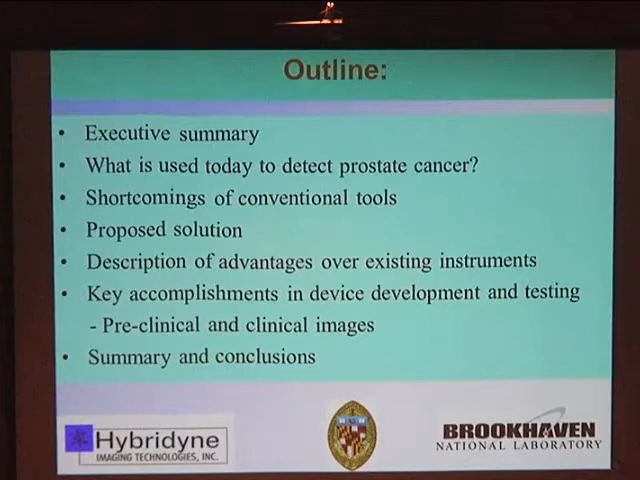 Outline:
• Executive summary
• What is used today to detect prostate cancer?
• Shortcomings of conventional tools
• Proposed solution
• Description of advantages over existing instruments
• Key accomplishments in device development and testing
- Pre-clinical and clinical images
• Summary and conclusions
Hybridyne
IMAGING TECHNOLOGIES, INC.
BROOKHAVEN
NATIONAL LABORATORY